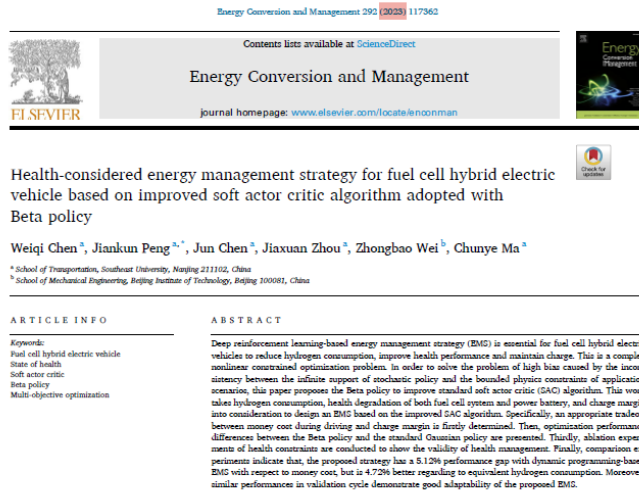 Energy Conversion and Management 292 (2023) 117362
Contents lists available at ScienceDirect
Energy Conversion and Management
journal homepage: www.elsevier.com/locate/enconman
ELSEVIER
Energy
Conversion
Management
Check for
updates
Health-considered energy management strategy for fuel cell hybrid electric
vehicle based on improved soft actor critic algorithm adopted with
Beta policy
Weiqi Chen a, Jiankun Peng a,*, Jun Chen a, Jiaxuan Zhou a, Zhongbao Wei b, Chunye Ma a
a School of Transportation, Southeast University, Nanjing 211102, China
b School of Mechanical Engineering, Beijing Institute of Technology, Beijing 100081, China
ARTICLE INFO
Keywords:
Fuel cell hybrid electric vehicle
State of health
Soft actor critic
Beta policy
Multi-objective optimization
ABSTRACT
Deep reinforcement learning-based energy management strategy (EMS) is essential for fuel cell hybrid electr
vehicles to reduce hydrogen consumption, improve health performance and maintain charge. This is a comple
nonlinear constrained optimization problem. In order to solve the problem of high bias caused by the incon
sistency between the infinite support of stochastic policy and the bounded physics constraints of application
scenarios, this paper proposes the Beta policy to improve standard soft actor critic (SAC) algorithm. This wor
takes hydrogen consumption, health degradation of both fuel cell system and power battery, and charge margin
into consideration to design an EMS based on the improved SAC algorithm. Specifically, an appropriate tradeo
between money cost during driving and charge margin is firstly determined. Then, optimization performanc
differences between the Beta policy and the standard Gaussian policy are presented. Thirdly, ablation exper
ments of health constraints are conducted to show the validity of health management. Finally, comparison e
periments indicate that, the proposed strategy has a 5.12% performance gap with dynamic programming-base
EMS with respect to money cost, but is 4.72% better regarding to equivalent hydrogen consumption. Moreove
similar performances in validation cycle demonstrate good adaptability of the proposed EMS.